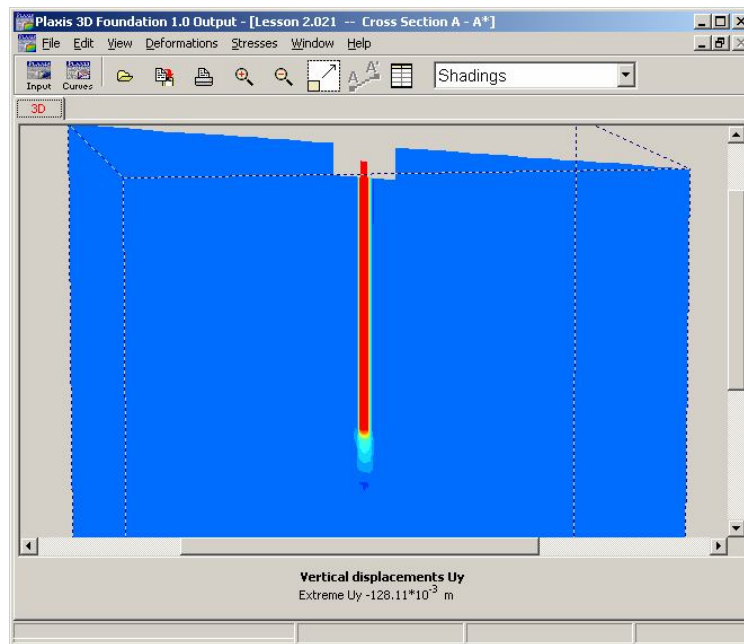 Plaxis 3D Foundation 1.0 Output - [Lesson 2.021 -- Cross Section A - A*]
File Edit View Deformations Stresses Window Help
Input Curves A A* Shadings
3D
Vertical displacements Uy
Extreme Uy -128.11*10⁻³ m